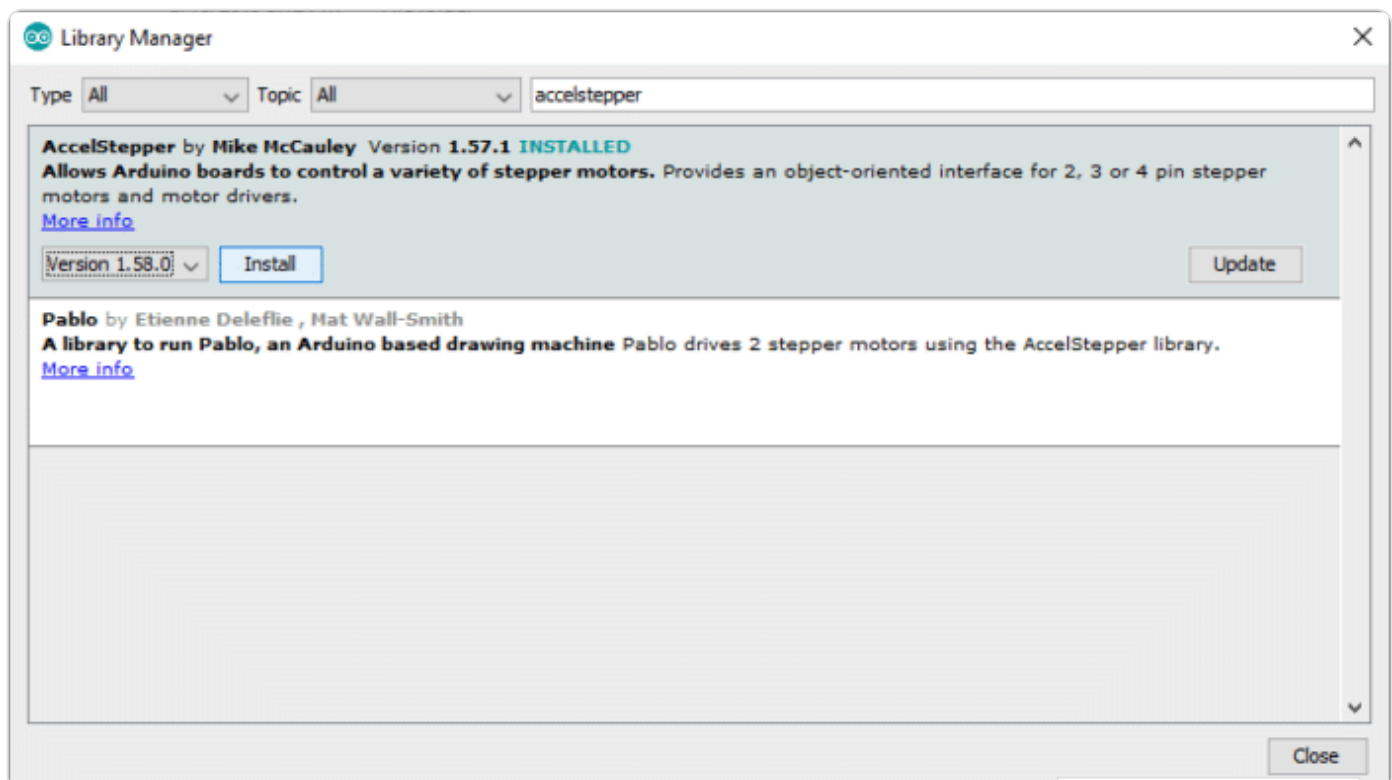 Library Manager
Type All Topic All accelstepper
AccelStepper by Mike McCauley Version 1.57.1 INSTALLED
Allows Arduino boards to control a variety of stepper motors. Provides an object-oriented interface for 2, 3 or 4 pin stepper
motors and motor drivers.
More info
Version 1.58.0 Install Update
Pablo by Etienne Deleflie , Mat Wall-Smith
A library to run Pablo, an Arduino based drawing machine Pablo drives 2 stepper motors using the AccelStepper library.
More info
Close